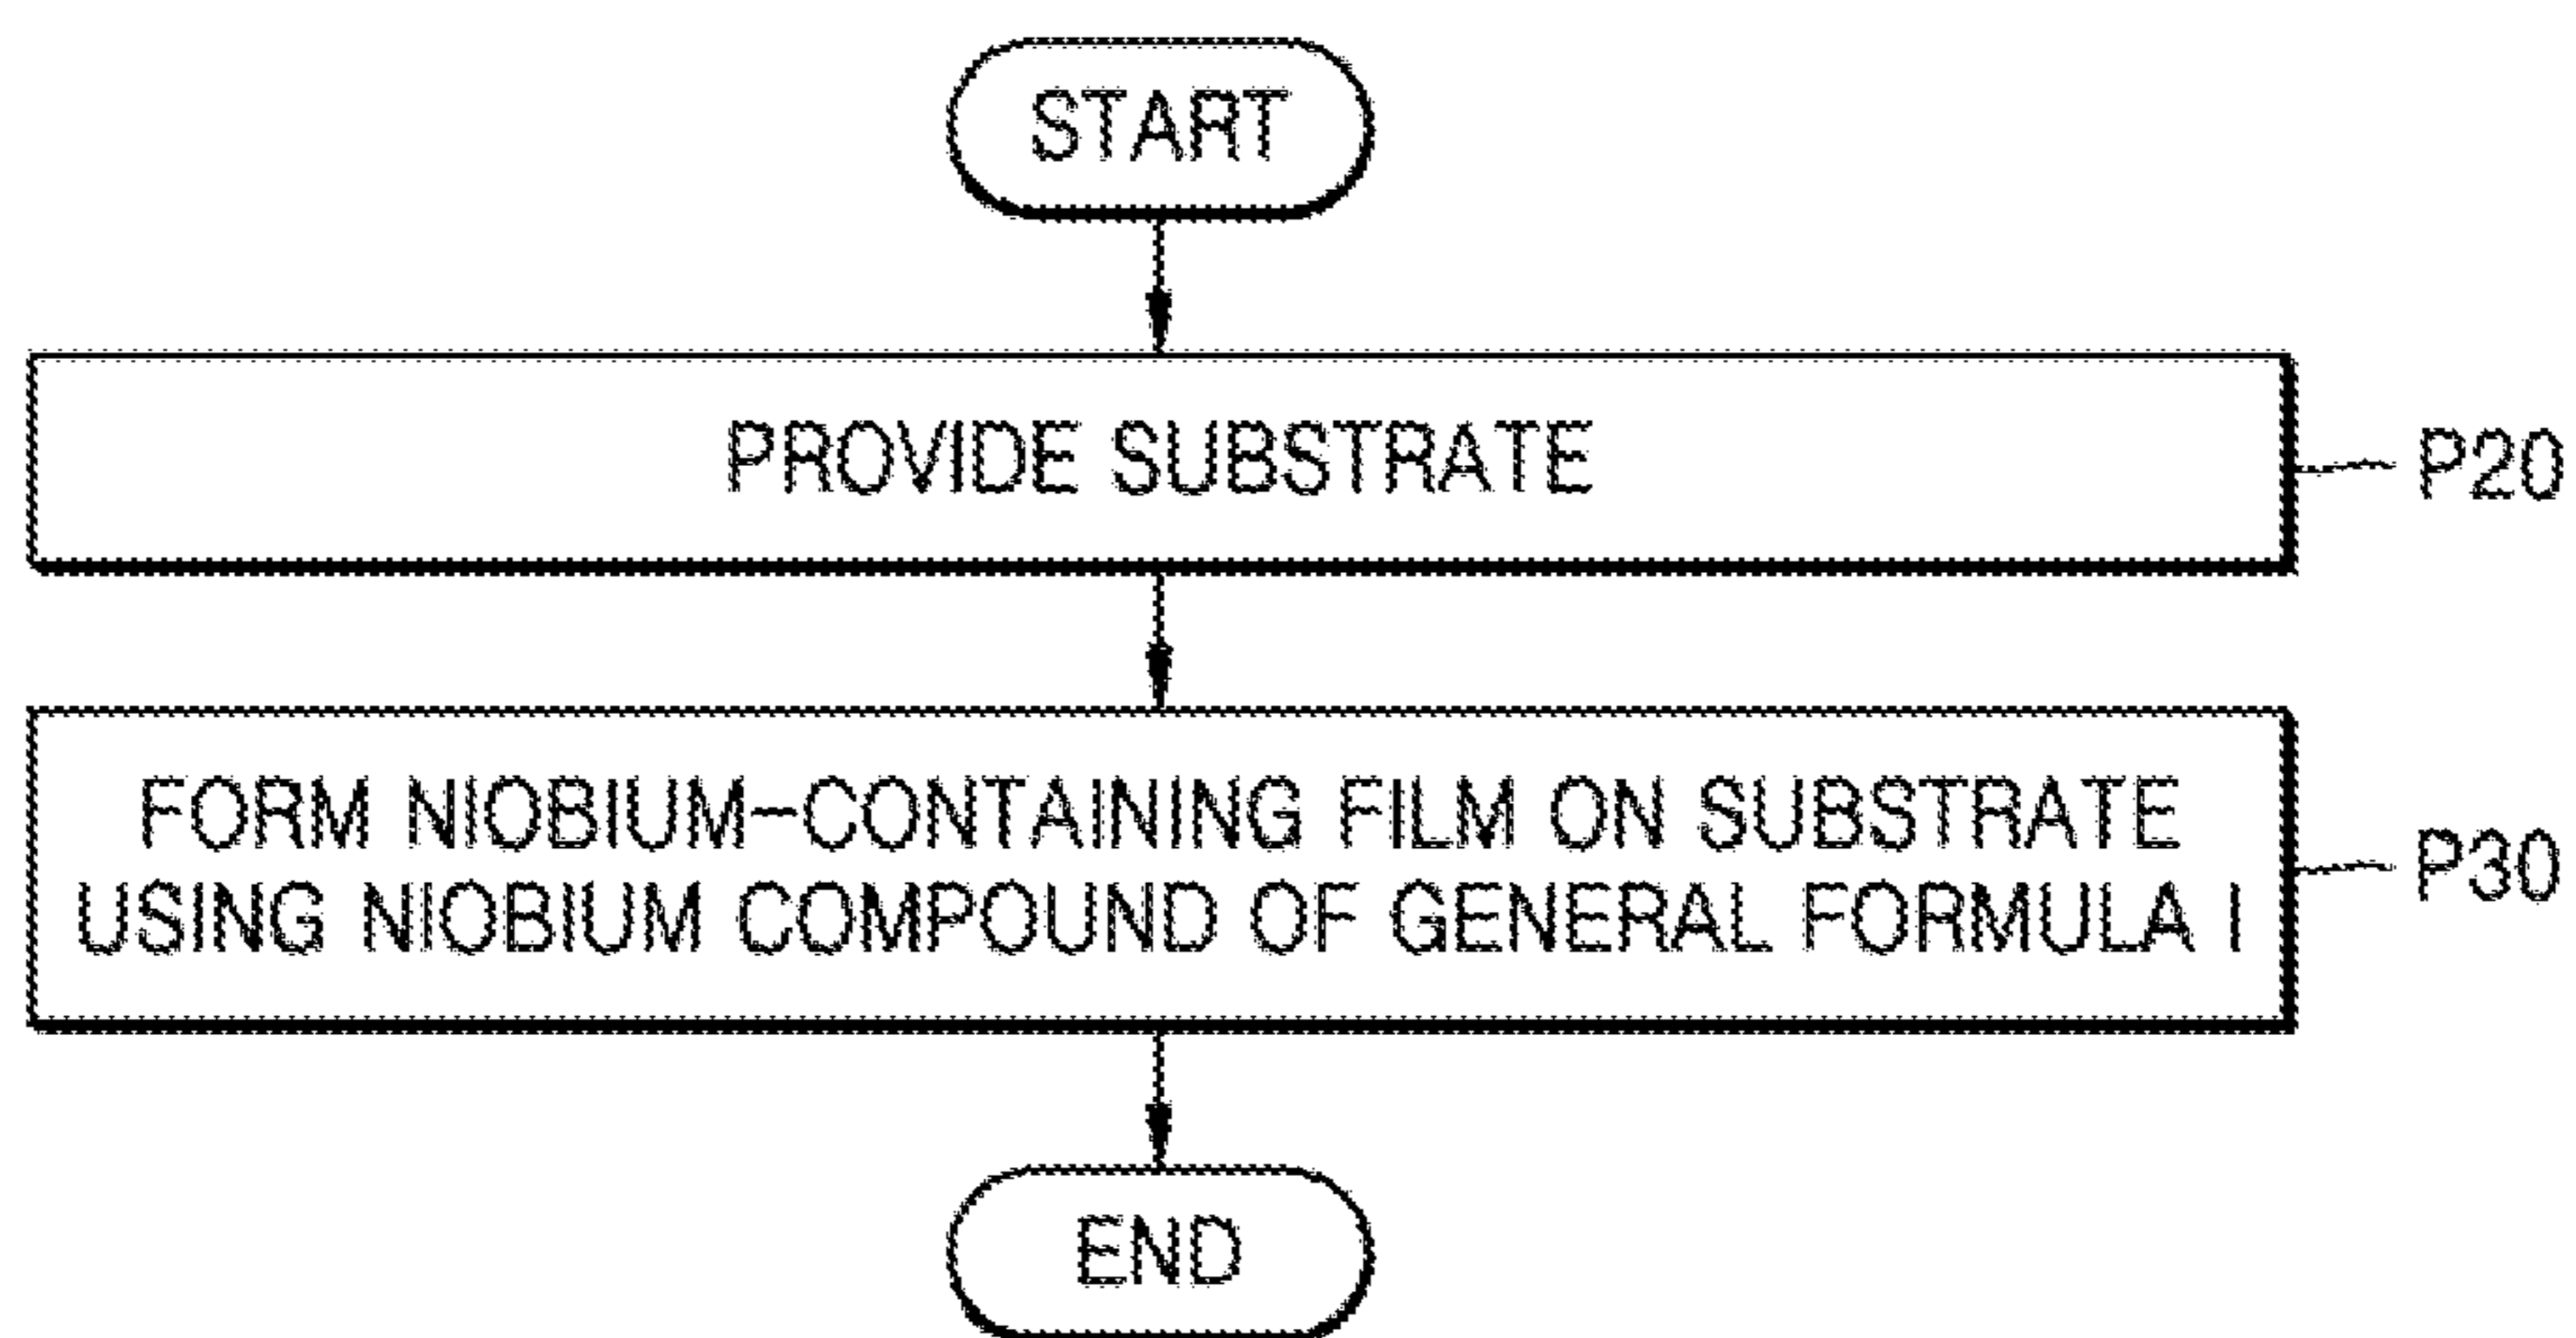 START
PROVIDE SUBSTRATE
P20
FORM NIOBIUM-CONTAINING FILM ON SUBSTRATE
USING NIOBIUM COMPOUND OF GENERAL FORMULA I
P30
END